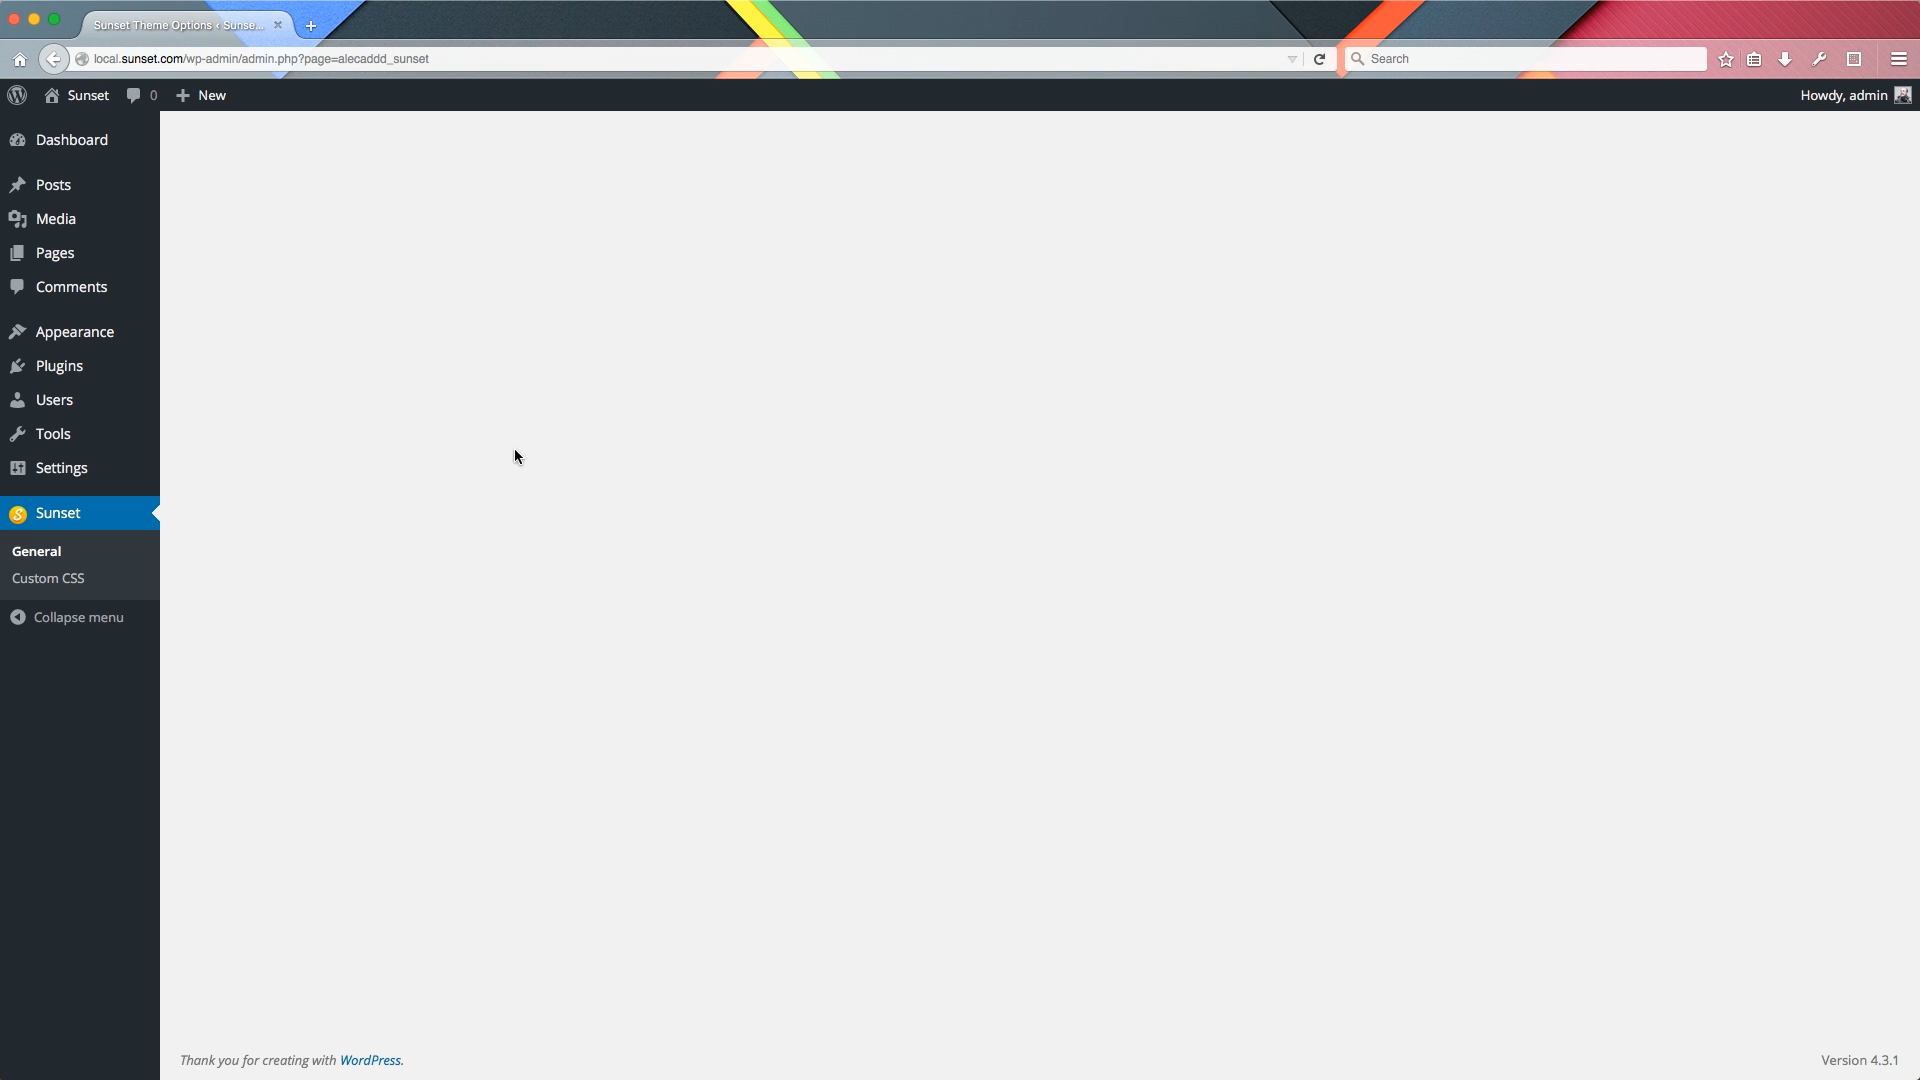 Sunset Theme Options ‹ Sunse...
local.sunset.com/wp-admin/admin.php?page=alecaddd_sunset
Search
Sunset
0
New
Howdy, admin
Dashboard
Posts
Media
Pages
Comments
Appearance
Plugins
Users
Tools
Settings
Sunset
General
Custom CSS
Collapse menu
Thank you for creating with WordPress.
Version 4.3.1